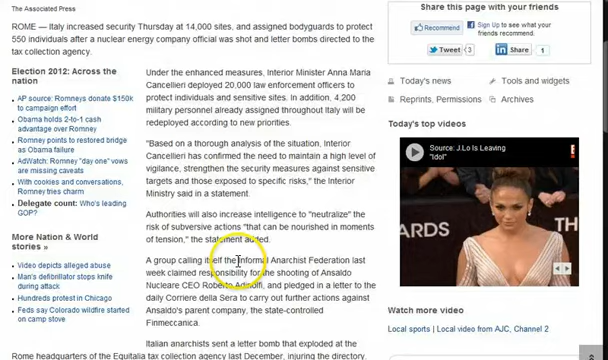 The Associated Press
ROME — Italy increased security Thursday at 14,000 sites, and assigned bodyguards to protect
550 individuals after a nuclear energy company official was shot and letter bombs directed to the
tax collection agency.
Election 2012: Across the
nation
AP source: Romneys donate $150k
to campaign effort
Obama holds 2-to-1 cash
advantage over Romney
Romney points to restored bridge
as Obama failure
AdWatch: Romney "day one" vows
are missing caveats
With cookies and conversations,
Romney tries charm
Delegate count: Who's leading
GOP?
More Nation & World
stories »
Video depicts alleged abuse
Man's defibrillator stops knife
during attack
Hundreds protest in Chicago
Feds say Colorado wildfire started
on camp stove
Under the enhanced measures, Interior Minister Anna Maria
Cancellieri deployed 20,000 law enforcement officers to
protect individuals and sensitive sites. In addition, 4,200
military personnel already assigned throughout Italy will be
redeployed according to new priorities.
"Based on a thorough analysis of the situation, Interior
Cancellieri has confirmed the need to maintain a high level of
vigilance, strengthen the security measures against sensitive
targets and those exposed to specific risks," the Interior
Ministry said in a statement
Authorities will also increase intelligence to "neutralize" the
risk of subversive actions "that can be nourished in moments
of tension," the statement added.
A group calling itself the Informal Anarchist Federation last
week claimed responsibility for the shooting of Ansaldo
Nucleare CEO Roberto Adinolfi, and pledged in a letter to the
daily Corriere della Sera to carry out further actions against
Ansaldo's parent company, the state-controlled
Finmeccanica.
Italian anarchists sent a letter bomb that exploded at the
Rome headquarters of the Equitalia tax collection agency last December, injuring the director.
Share this page with your friends
Recommend
Sign Up to see what your
friends recommend.
Tweet 3
in Share 1
Today's news
Tools and widgets
Reprints, Permissions
Archives
Today's top videos
Source: J.Lo Is Leaving
"Idol"
ARDS
Watch more video
Local sports | Local video from AJC, Channel 2